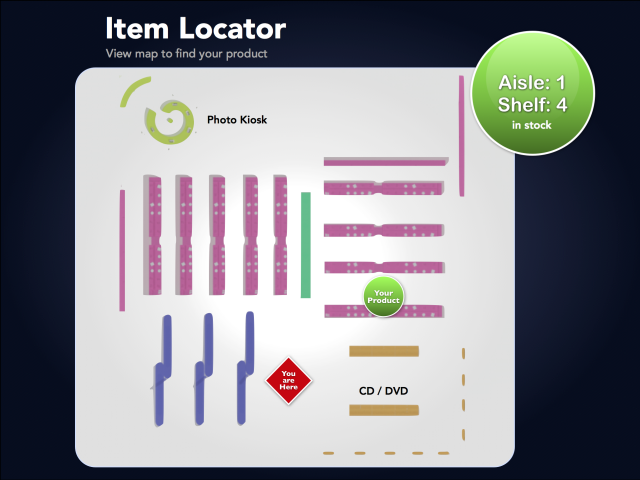 Item Locator
View map to find your product
Aisle: 1
Shelf: 4
in stock
Photo Kiosk
Your
Product
You
are
Here
CD / DVD